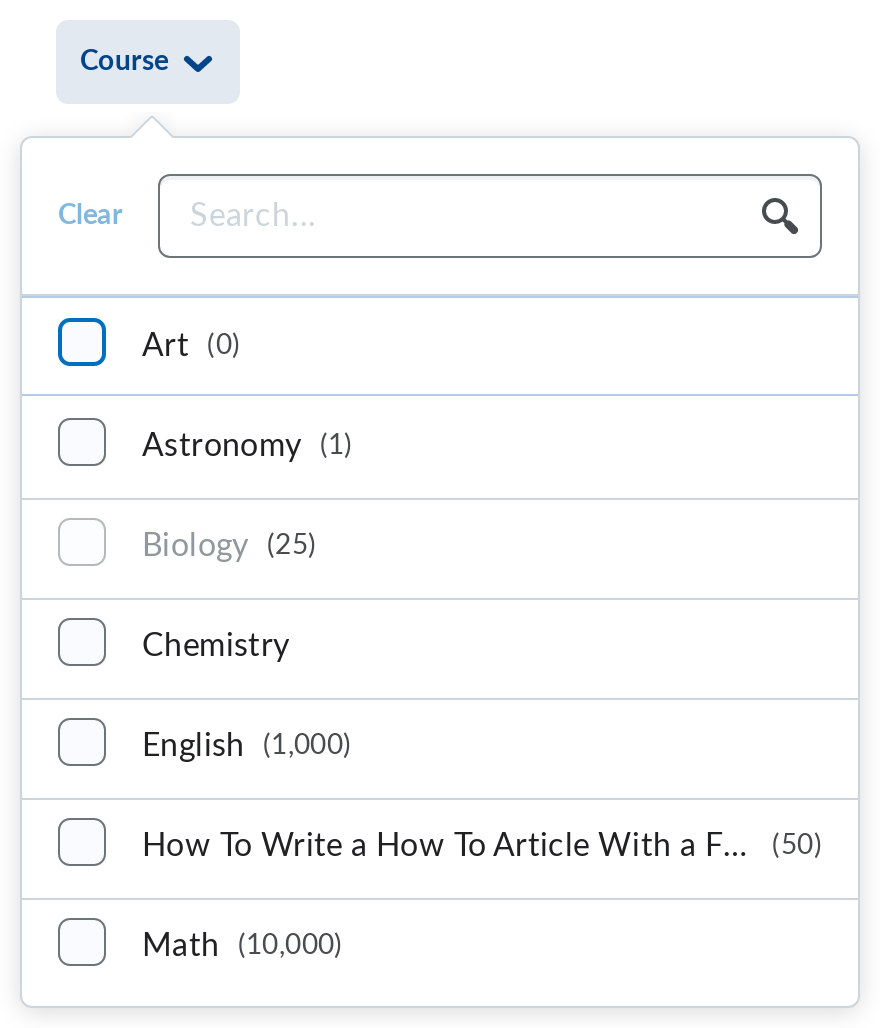 Course
Clear
Search...
Art (0)
Astronomy (1)
Biology (25)
Chemistry
English (1,000)
How To Write a How To Article With a F... (50)
Math (10,000)